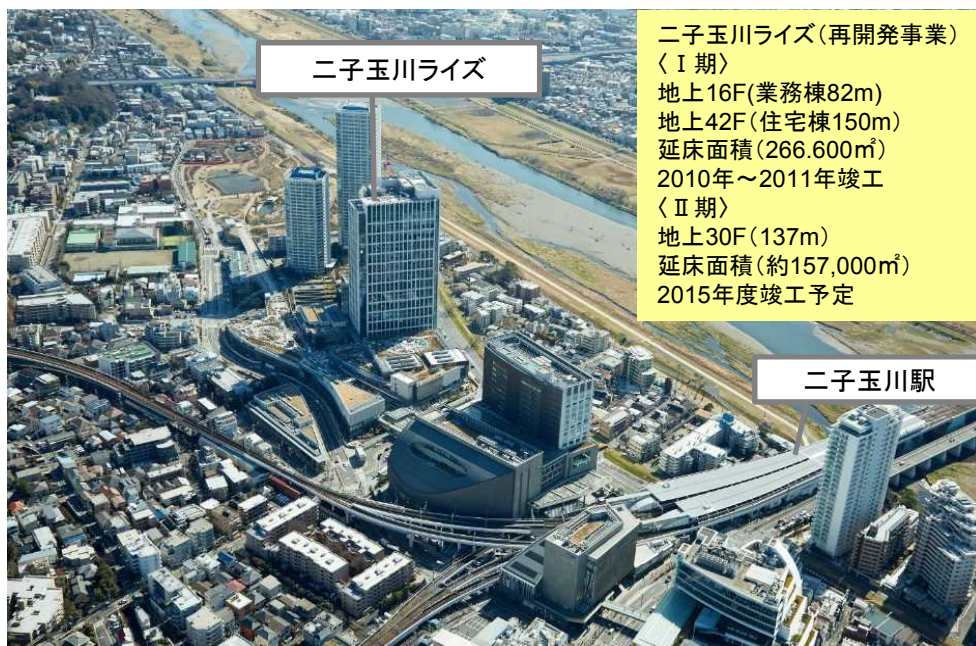 二子玉川ライズ
二子玉川ライズ(再開発事業)
〈Ⅰ期〉
地上16F(業務棟82m)
地上42F(住宅棟150m)
延床面積(266.600㎡)
2010年～2011年竣工
〈Ⅱ期〉
地上30F(137m)
延床面積(約157,000㎡)
2015年度竣工予定
二子玉川駅